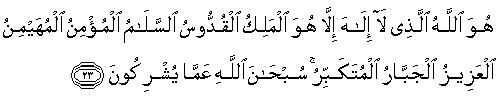 هُوَ ٱللَّهُ ٱلَّذِى لَآ إِلَـٰهَ إِلَّا هُوَ ٱلْمَلِكُ ٱلْقُدُّوسُ ٱلسَّلَـٰمُ ٱلْمُؤْمِنُ ٱلْمُهَيْمِنُ
ٱلْعَزِيزُ ٱلْجَبَّارُ ٱلْمُتَكَبِّرُ ۚ سُبْحَـٰنَ ٱللَّهِ عَمَّا يُشْرِكُونَ ٢٣